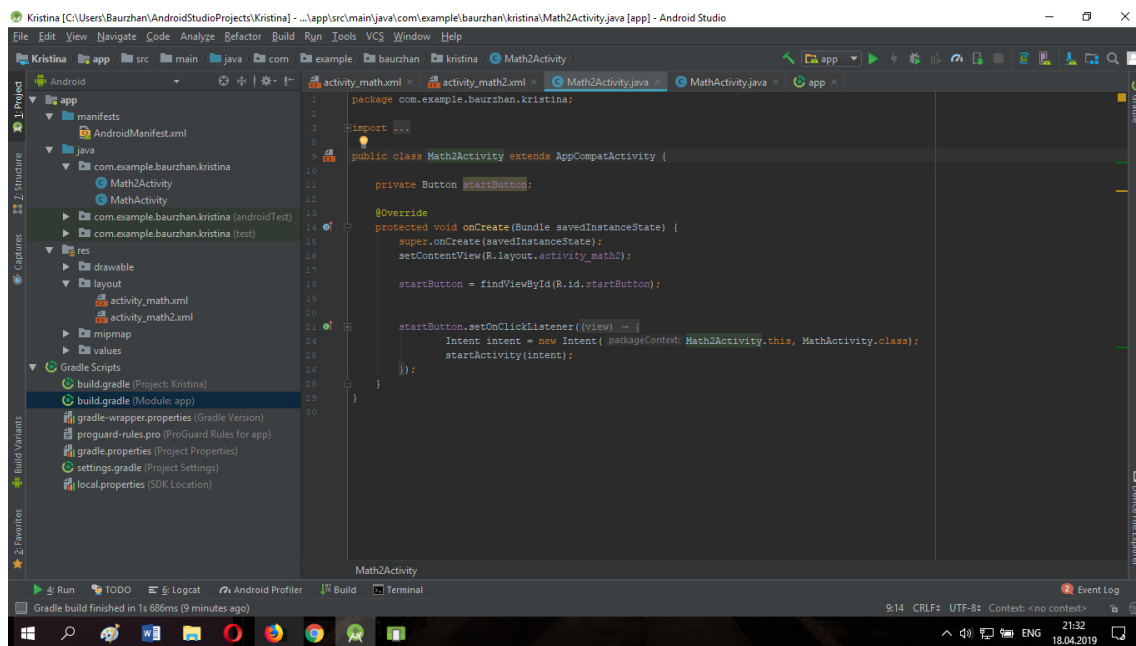 Kristina [C:\Users\Baurzhan\AndroidStudioProjects\Kristina] - ...\app\src\main\java\com\example\baurzhan\kristina\Math2Activity.java [app] - Android Studio
File Edit View Navigate Code Analyze Refactor Build Run Tools VCS Window Help
Kristina app src main java com example baurzhan kristina Math2Activity app
Android activity_math.xml activity_math2.xml Math2Activity.java MathActivity.java app
1: Project
Z: Structure
Captures
Build Variants
2: Favorites
app
manifests
AndroidManifest.xml
java
com.example.baurzhan.kristina
Math2Activity
MathActivity
com.example.baurzhan.kristina (androidTest)
com.example.baurzhan.kristina (test)
res
drawable
layout
activity_math.xml
activity_math2.xml
mipmap
values
Gradle Scripts
build.gradle (Project: Kristina)
build.gradle (Module: app)
gradle-wrapper.properties (Gradle Version)
proguard-rules.pro (ProGuard Rules for app)
gradle.properties (Project Properties)
settings.gradle (Project Settings)
local.properties (SDK Location)
1 package com.example.baurzhan.kristina;
2
3 import ...
8
9 public class Math2Activity extends AppCompatActivity {
10
11 private Button startButton;
12
13 @Override
14 protected void onCreate(Bundle savedInstanceState) {
15 super.onCreate(savedInstanceState);
16 setContentView(R.layout.activity_math2);
17
18 startButton = findViewById(R.id.startButton);
19
20
21 startButton.setOnClickListener((view) → {
24 Intent intent = new Intent( packageContext: Math2Activity.this, MathActivity.class);
25 startActivity(intent);
26 });
28 }
29 }
30
Math2Activity
4: Run TODO 6: Logcat Android Profiler Build Terminal 2 Event Log
Gradle build finished in 1s 686ms (9 minutes ago) 9:14 CRLF UTF-8 Context: <no context>
ENG 21:32
18.04.2019